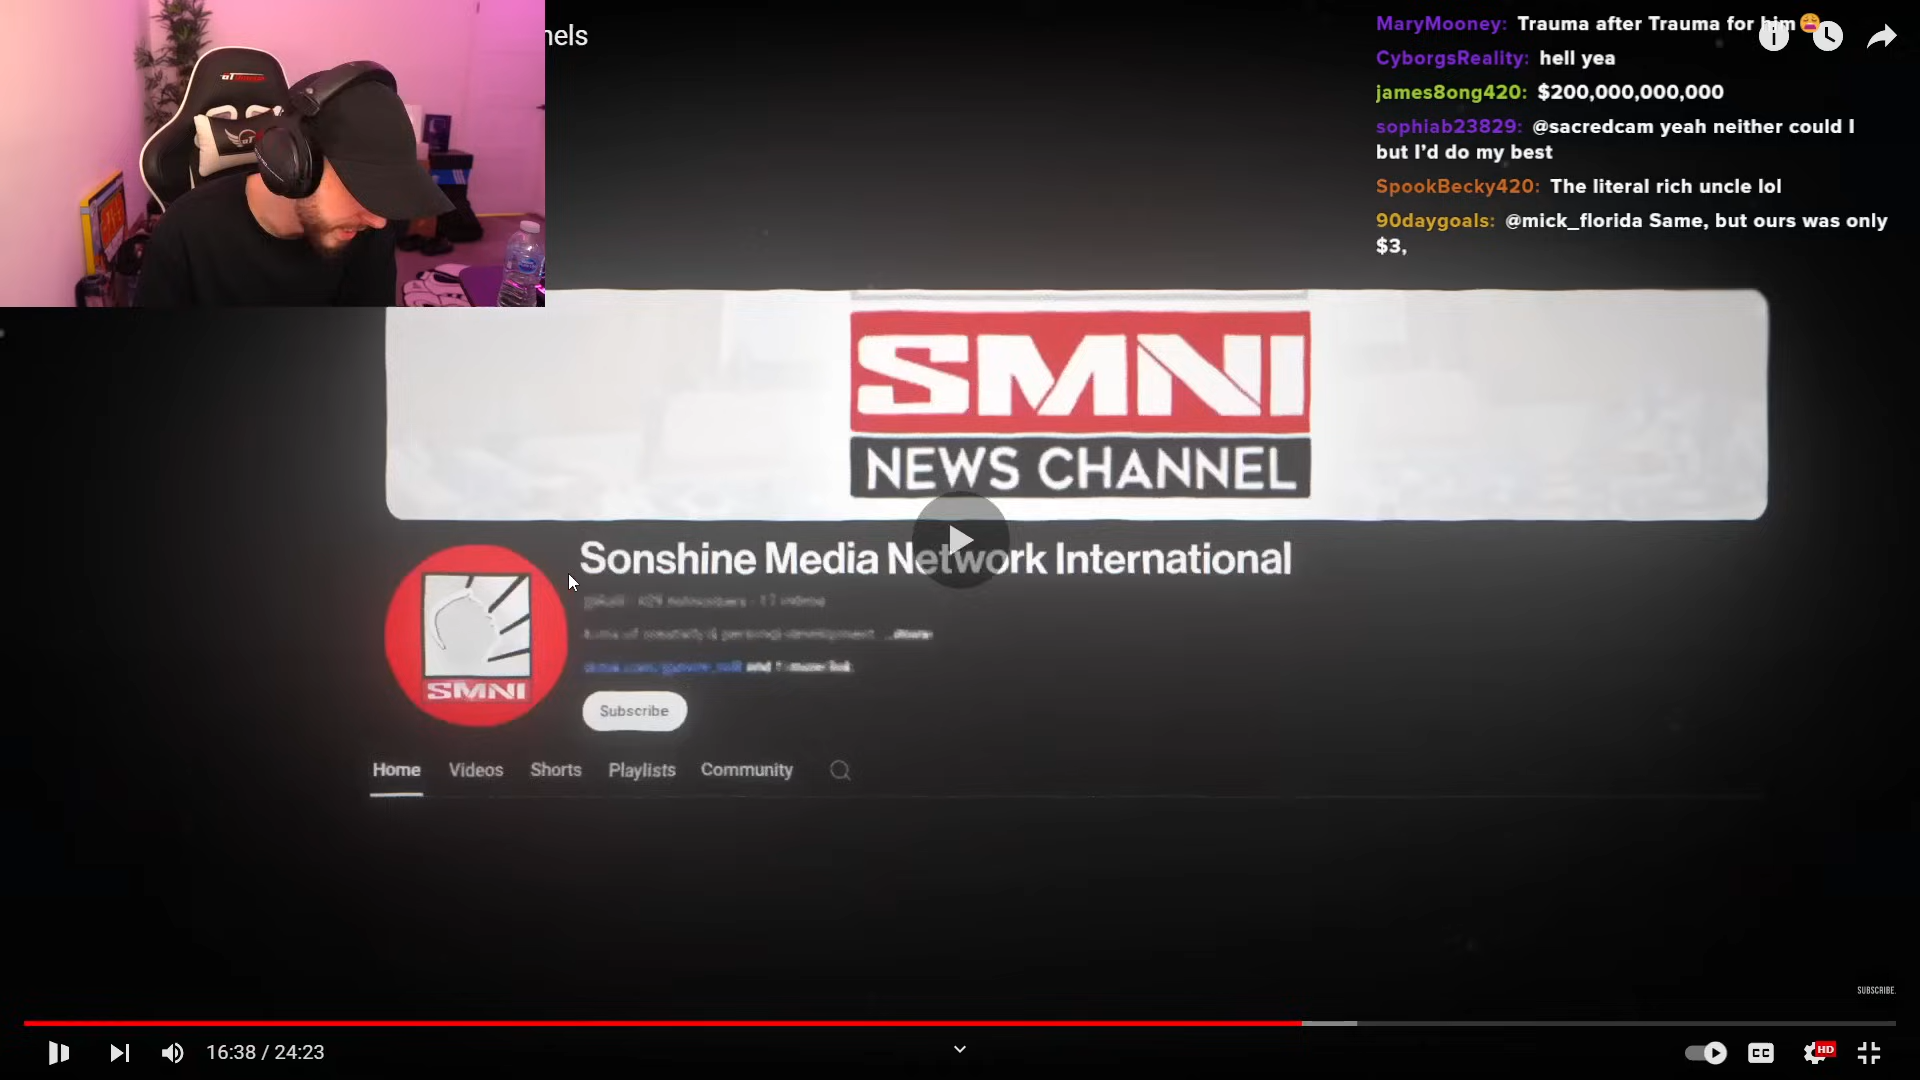 nels
MaryMooney: Trauma after Trauma for him😩
CyborgsReality: hell yea
james8ong420: $200,000,000,000
sophiab23829: @sacredcam yeah neither could I
but I'd do my best
SpookBecky420: The literal rich uncle lol
90daygoals: @mick_florida Same, but ours was only
$3,
SMNI
NEWS CHANNEL
Sonshine Media Network International
SMNI
Subscribe
Home Videos Shorts Playlists Community
SUBSCRIBE.
16:38 / 24:23
CC
HD